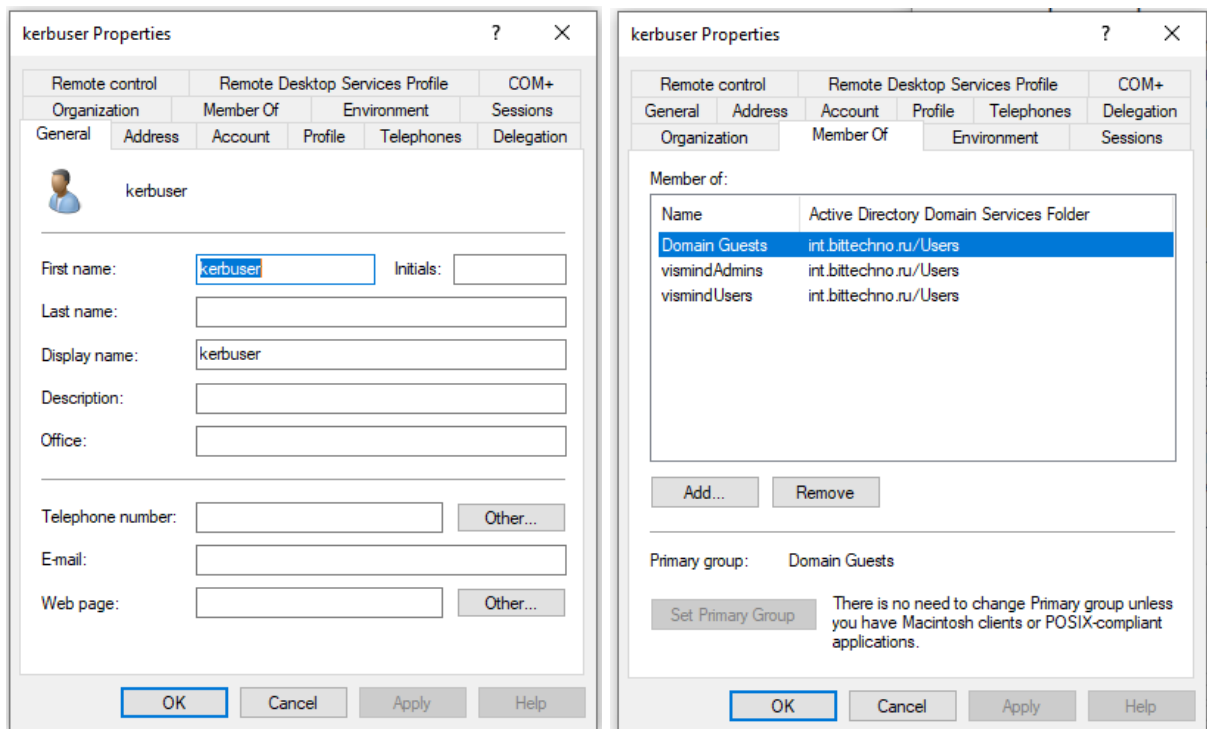 kerbuser Properties
Remote control Remote Desktop Services Profile COM+
Organization Member Of Environment Sessions
General Address Account Profile Telephones Delegation
kerbuser
First name: kerbuser Initials:
Last name:
Display name: kerbuser
Description:
Office:
Telephone number: Other...
E-mail:
Web page: Other...
OK Cancel Apply Help
kerbuser Properties
Remote control Remote Desktop Services Profile COM+
General Address Account Profile Telephones Delegation
Organization Member Of Environment Sessions
Member of:
Name Active Directory Domain Services Folder
Domain Guests int.bittechno.ru/Users
vismindAdmins int.bittechno.ru/Users
vismindUsers int.bittechno.ru/Users
Add... Remove
Primary group: Domain Guests
Set Primary Group
There is no need to change Primary group unless
you have Macintosh clients or POSIX-compliant
applications.
OK Cancel Apply Help